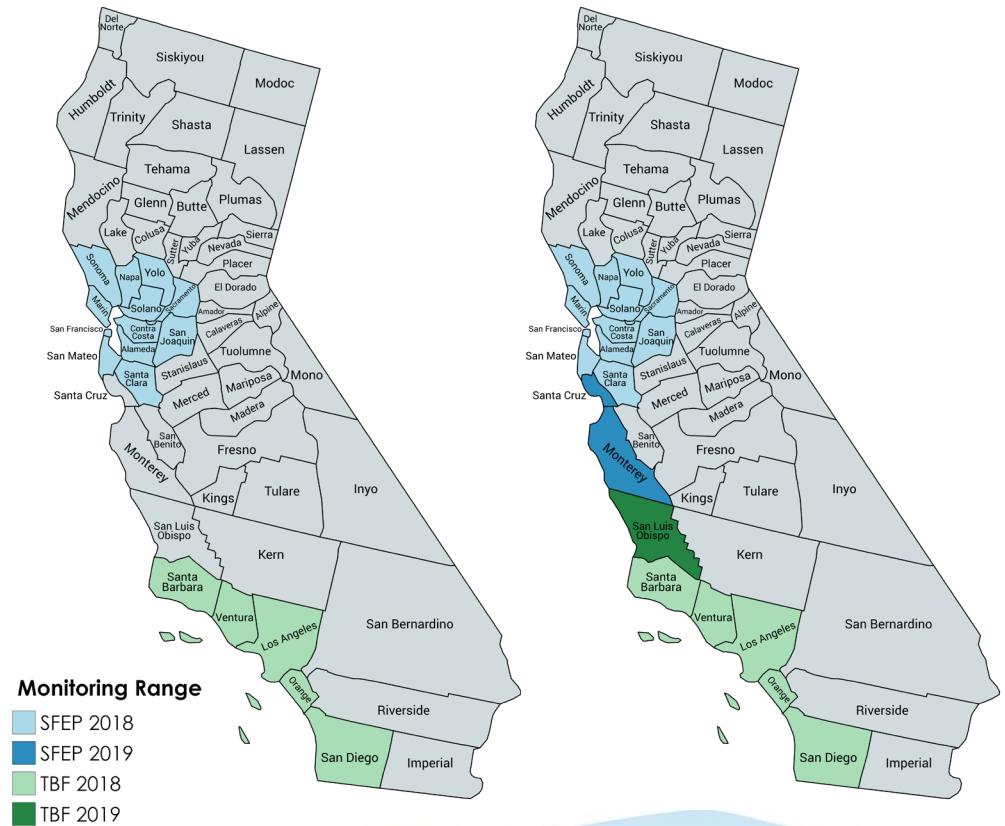 Del
Norte
Siskiyou
Modoc
Humboldt
Trinity
Shasta
Lassen
Tehama
Plumas
Mendocino
Glenn
Butte
Lake
Colusa
Sutter
Yuba
Sierra
Nevada
Placer
Sonoma
Napa
Yolo
El Dorado
Sacramento
Marin
Solano
Amador
Alpine
San Francisco
Contra
Costa
San
Joaquin
Calaveras
Alameda
San Mateo
Tuolumne
Santa
Clara
Stanislaus
Mono
Santa Cruz
Merced
Mariposa
Madera
San
Benito
Monterey
Fresno
Kings
Tulare
Inyo
San Luis
Obispo
Kern
Santa
Barbara
Ventura
Los Angeles
San Bernardino
Orange
Riverside
San Diego
Imperial
Del
Norte
Siskiyou
Modoc
Humboldt
Trinity
Shasta
Lassen
Tehama
Plumas
Mendocino
Glenn
Butte
Lake
Colusa
Sutter
Yuba
Sierra
Nevada
Placer
Sonoma
Napa
Yolo
El Dorado
Sacramento
Marin
Solano
Amador
Alpine
San Francisco
Contra
Costa
San
Joaquin
Calaveras
Alameda
San Mateo
Tuolumne
Santa
Clara
Stanislaus
Mono
Santa Cruz
Merced
Mariposa
Madera
San
Benito
Monterey
Fresno
Kings
Tulare
Inyo
San Luis
Obispo
Kern
Santa
Barbara
Ventura
Los Angeles
San Bernardino
Orange
Riverside
San Diego
Imperial
Monitoring Range
SFEP 2018
SFEP 2019
TBF 2018
TBF 2019